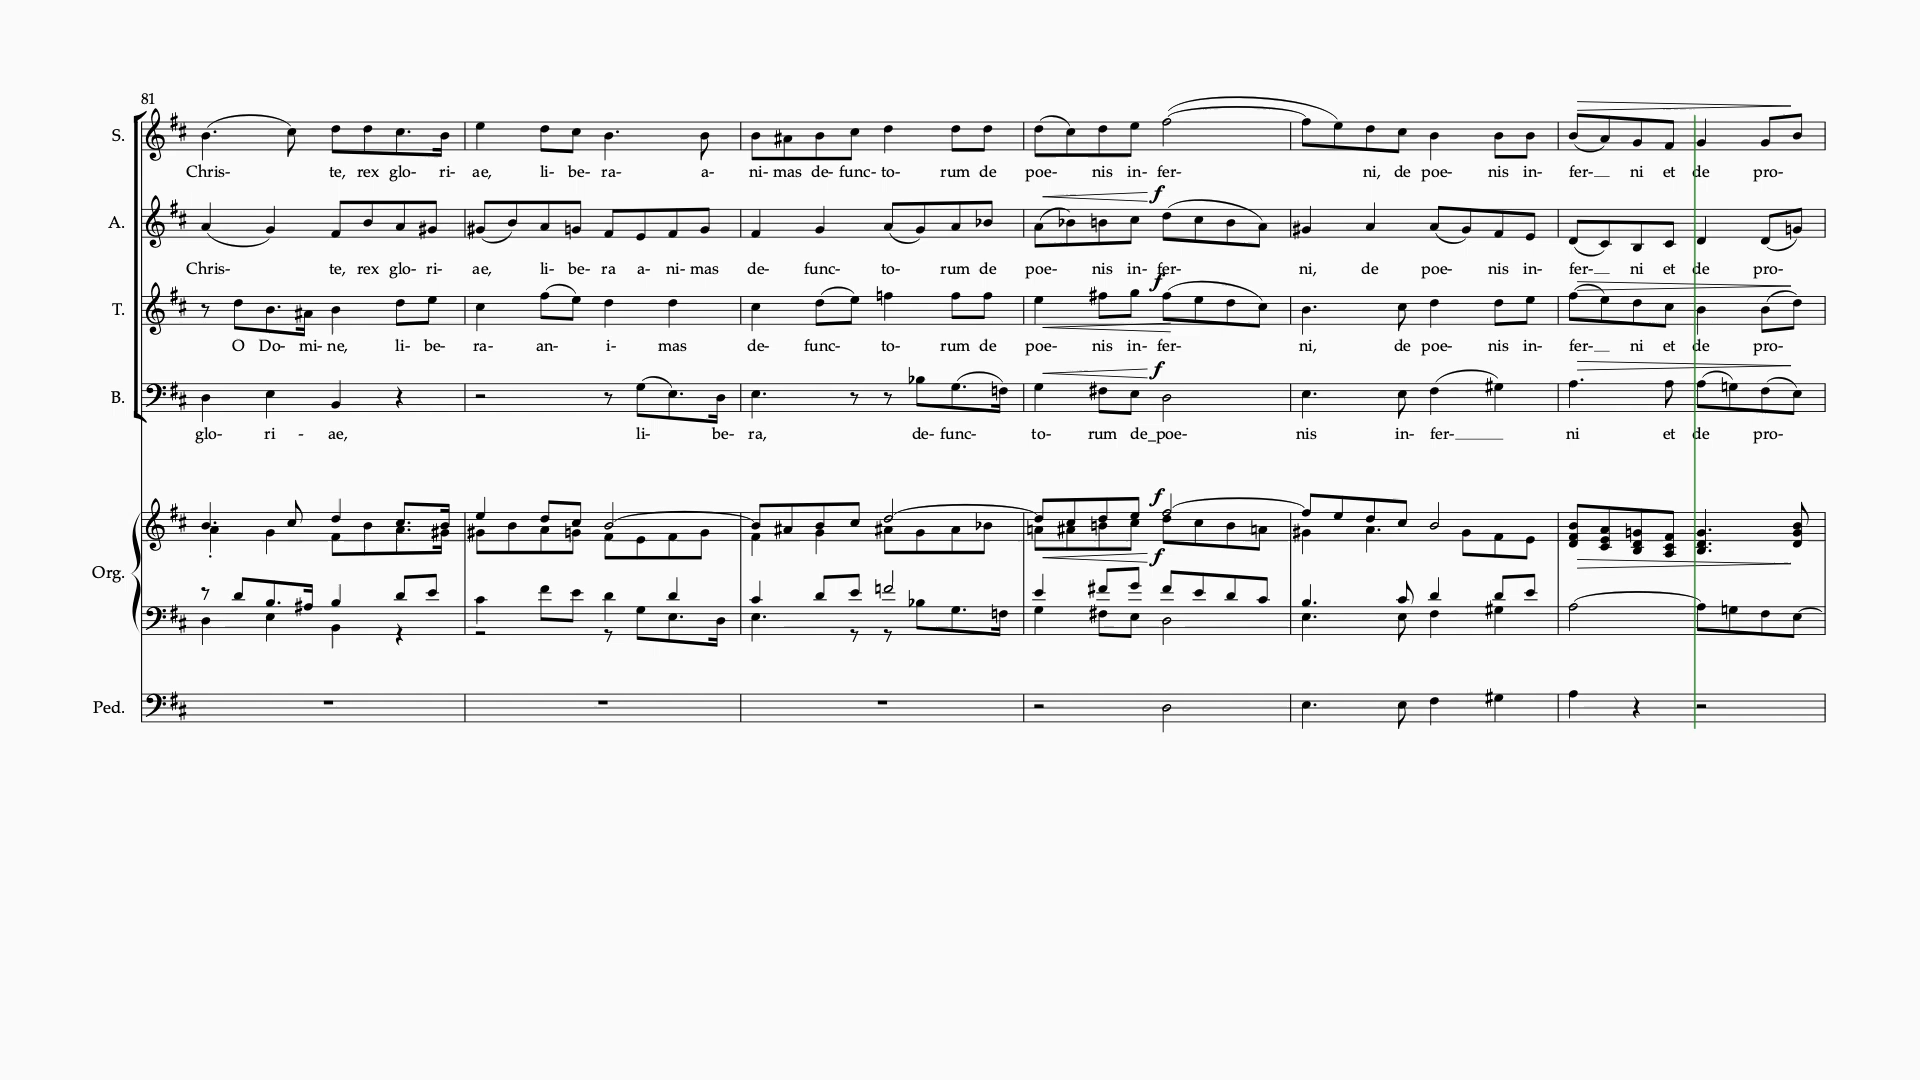 81
S.
Chris- te, rex glo- ri- ae, li- be- ra- a- ni- mas de- func- to- rum de poe- nis in- fer- ni, de poe- nis in- fer-__ ni et de pro-
f
A.
Chris- te, rex glo- ri- ae, li- be- ra a- ni- mas de- func- to- rum de poe- nis in- fer- ni, de poe- nis in- fer-__ ni et de pro-
f
T.
O Do- mi- ne, li- be- ra- an- i- mas de- func- to- rum de poe- nis in- fer- ni, de poe- nis in- fer-__ ni et de pro-
f
B.
glo- ri - ae, li- be- ra, de- func- to- rum de_poe- nis in- fer-______ ni et de pro-
f
f
Org.
Ped.